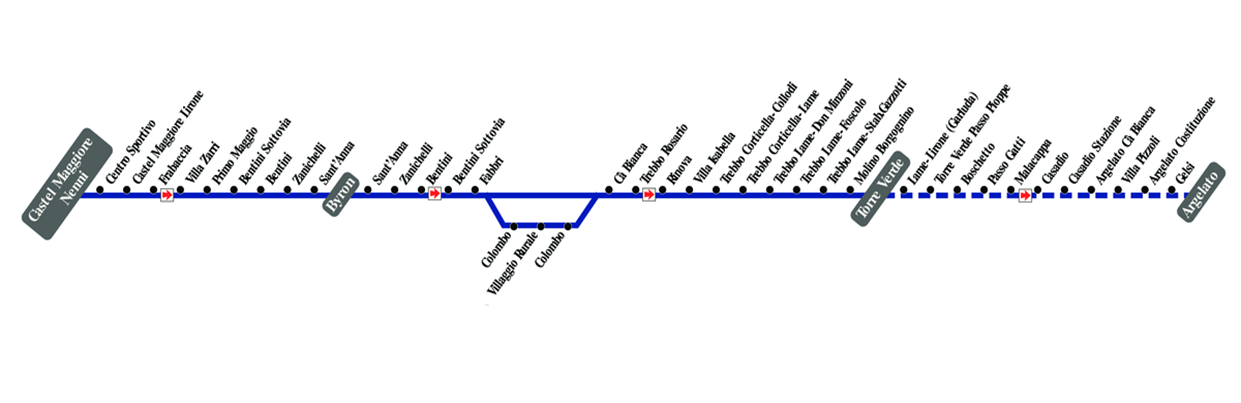 Castel Maggiore
Nenni
Centro Sportivo
Castel Maggiore Lirone
Frabaccia
Villa Zarri
Primo Maggio
Bentini Sottovia
Bentini
Zanichelli
Sant'Anna
Byron
Sant'Anna
Zanichelli
Bentini
Bentini Sottovia
Fabbri
Colombo
Villaggio Rurale
Colombo
Cà Bianca
Trebbo Rosario
Rinova
Villa Isabella
Trebbo Corticella-Collodi
Trebbo Corticella-Lame
Trebbo Lame-Don Minzoni
Trebbo Lame-Foscolo
Trebbo Lame-Stab.Gazzotti
Molino Borgognino
Torre Verde
Lame-Lirone (Garluda)
Torre Verde Passo Pioppe
Boschetto
Passo Gatti
Malacappa
Casadio
Casadio Stazione
Argelato Cà Bianca
Villa Pizzoli
Argelato Costituzione
Gelsi
Argelato